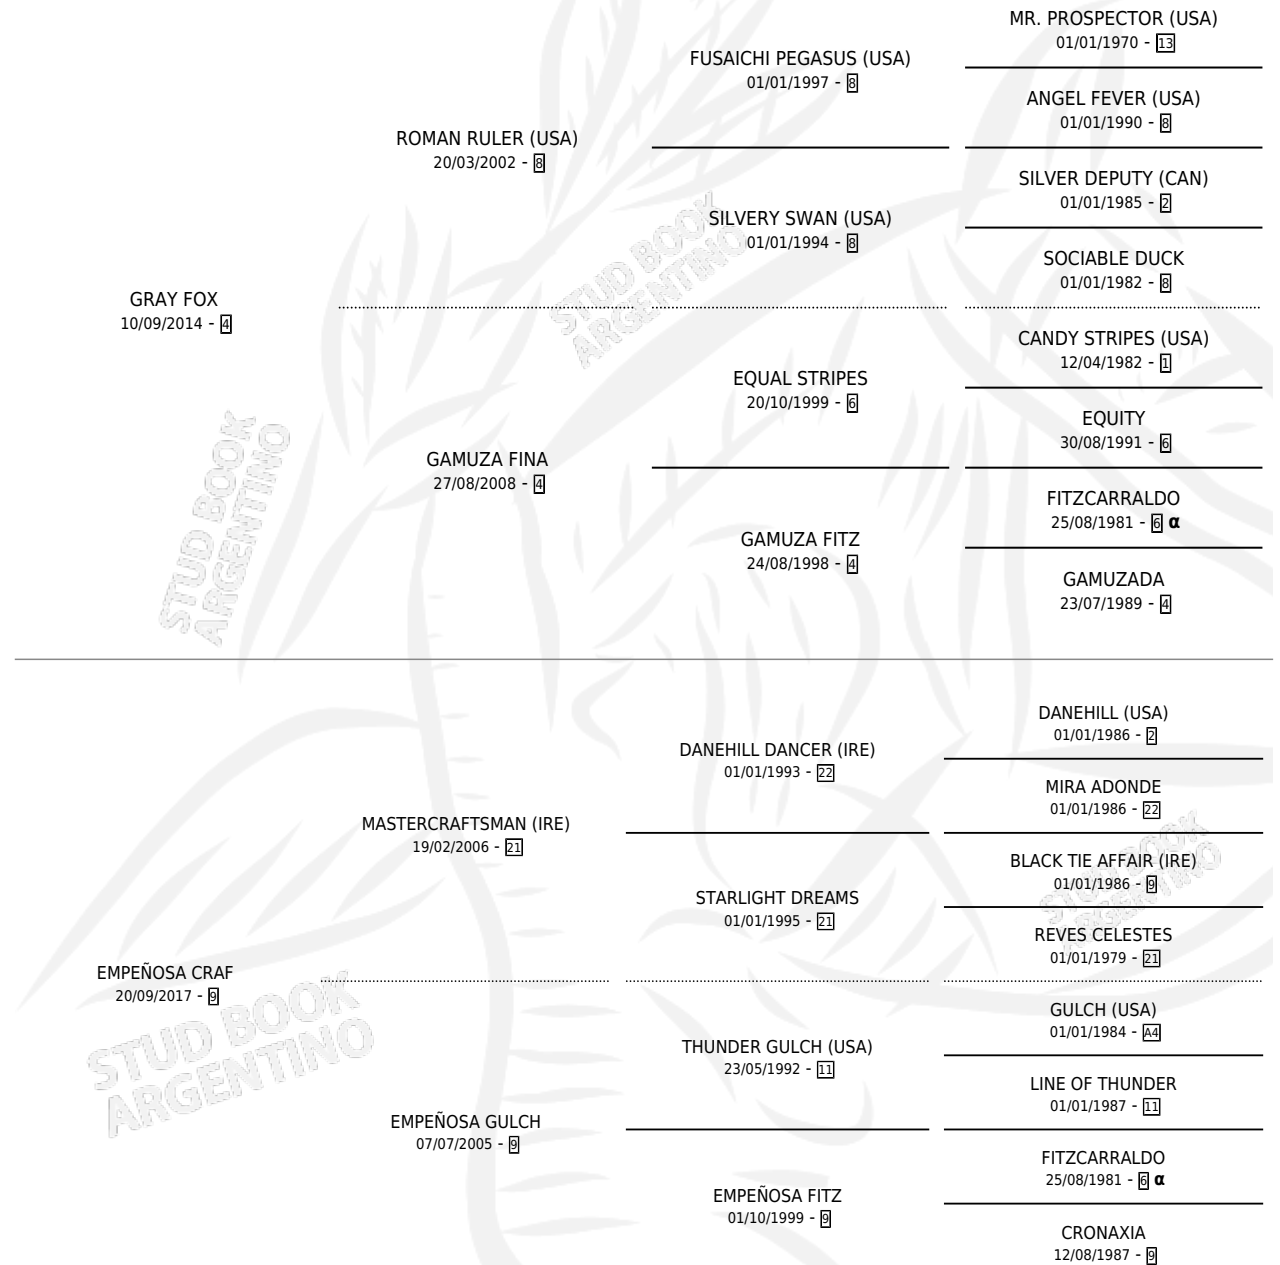 MR. PROSPECTOR (USA)
01/01/1970 - 13
FUSAICHI PEGASUS (USA)
01/01/1997 - 8
ANGEL FEVER (USA)
01/01/1990 - 8
ROMAN RULER (USA)
20/03/2002 - 8
SILVER DEPUTY (CAN)
01/01/1985 - 2
SILVERY SWAN (USA)
01/01/1994 - 8
SOCIABLE DUCK
01/01/1982 - 8
STUD BOOK
ARGENTINO
GRAY FOX
10/09/2014 - 4
CANDY STRIPES (USA)
12/04/1982 - 1
EQUAL STRIPES
20/10/1999 - 6
EQUITY
30/08/1991 - 6
GAMUZA FINA
27/08/2008 - 4
FITZCARRALDO
25/08/1981 - 6 α
GAMUZA FITZ
24/08/1998 - 4
GAMUZADA
23/07/1989 - 4
STUD BOOK
ARGENTINO
DANEHILL (USA)
01/01/1986 - 2
DANEHILL DANCER (IRE)
01/01/1993 - 22
MIRA ADONDE
01/01/1986 - 22
MASTERCRAFTSMAN (IRE)
19/02/2006 - 21
BLACK TIE AFFAIR (IRE)
01/01/1986 - 9
STARLIGHT DREAMS
01/01/1995 - 21
REVES CELESTES
01/01/1979 - 21
STUD BOOK
ARGENTINO
EMPEÑOSA CRAF
20/09/2017 - 9
STUD BOOK
ARGENTINO
GULCH (USA)
01/01/1984 - A4
THUNDER GULCH (USA)
23/05/1992 - 11
LINE OF THUNDER
01/01/1987 - 11
EMPEÑOSA GULCH
07/07/2005 - 9
FITZCARRALDO
25/08/1981 - 6 α
EMPEÑOSA FITZ
01/10/1999 - 9
CRONAXIA
12/08/1987 - 9